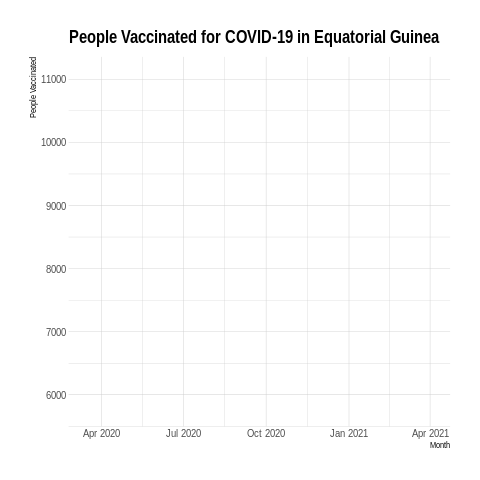 People Vaccinated for COVID-19 in Equatorial Guinea
People Vaccinated
11000
10000
9000
8000
7000
6000
Apr 2020 Jul 2020 Oct 2020 Jan 2021 Apr 2021
Month